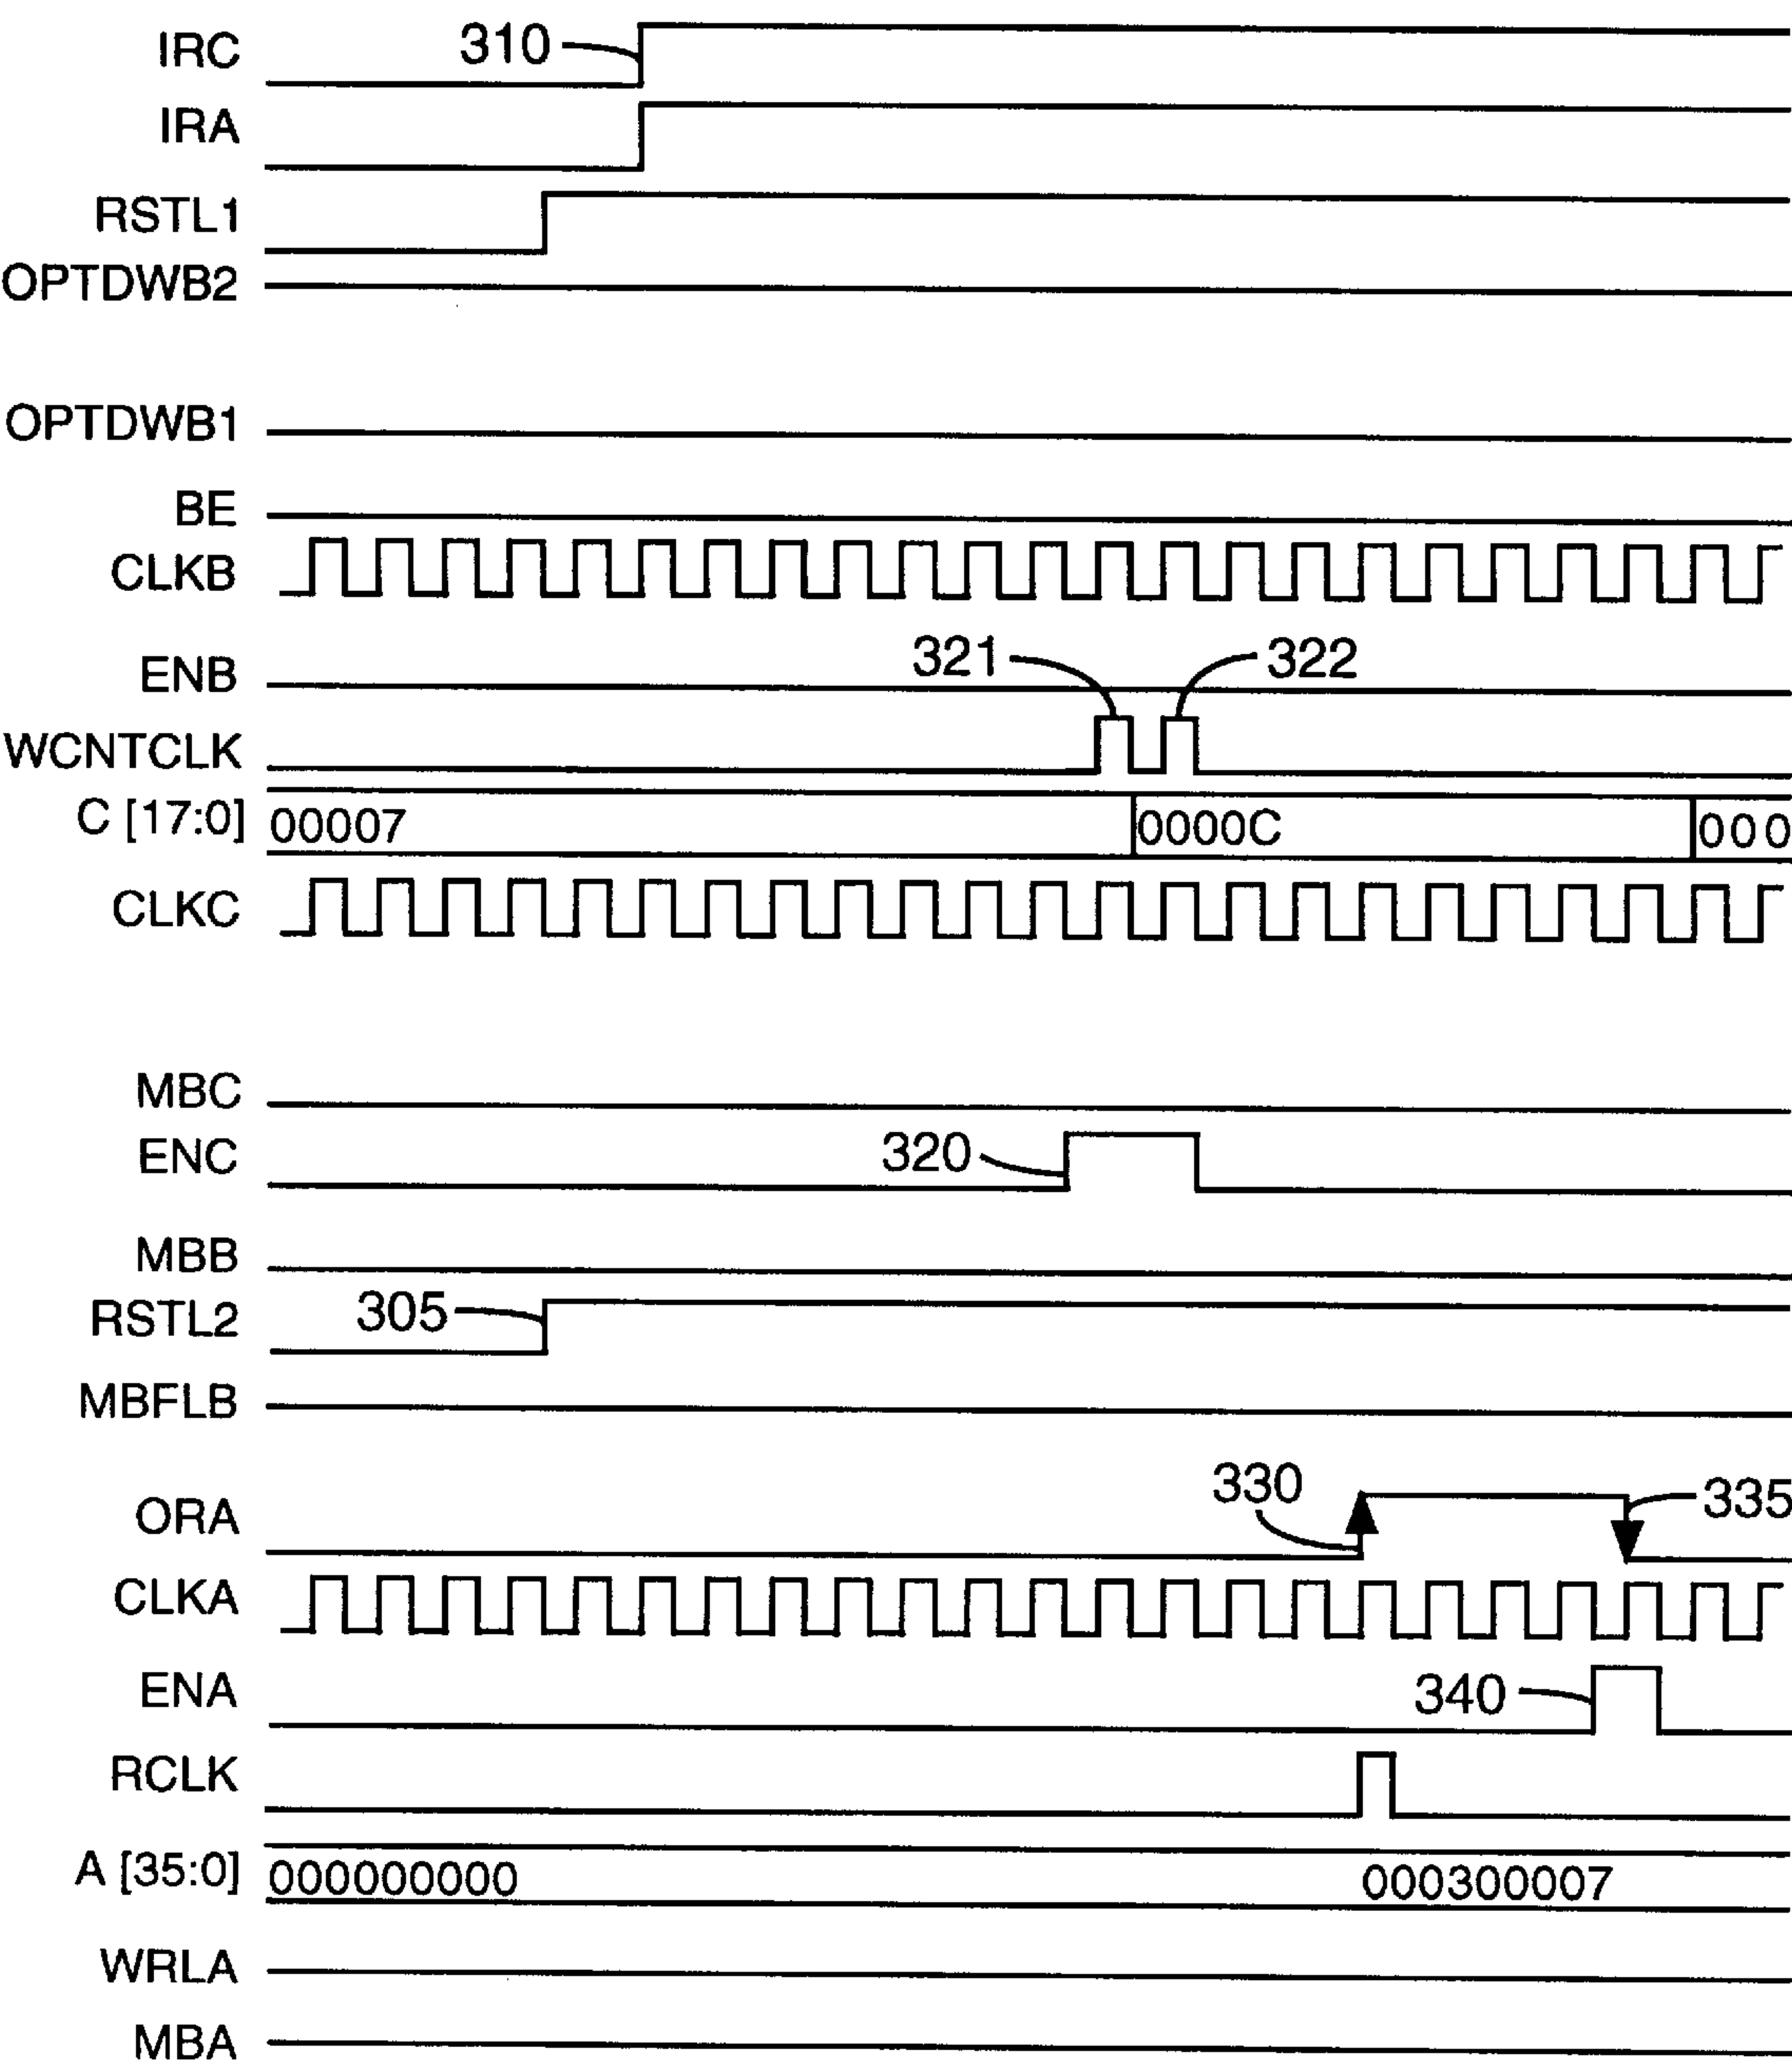 IRC 310
IRA
RSTL1
OPTDWB2
OPTDWB1
BE
CLKB
321 322
ENB
WCNTCLK
C [17:0] 00007 0000C 000
CLKC
MBC
ENC 320
MBB
RSTL2 305
MBFLB
330 335
ORA
CLKA
ENA 340
RCLK
A [35:0] 000000000 000300007
WRLA
MBA